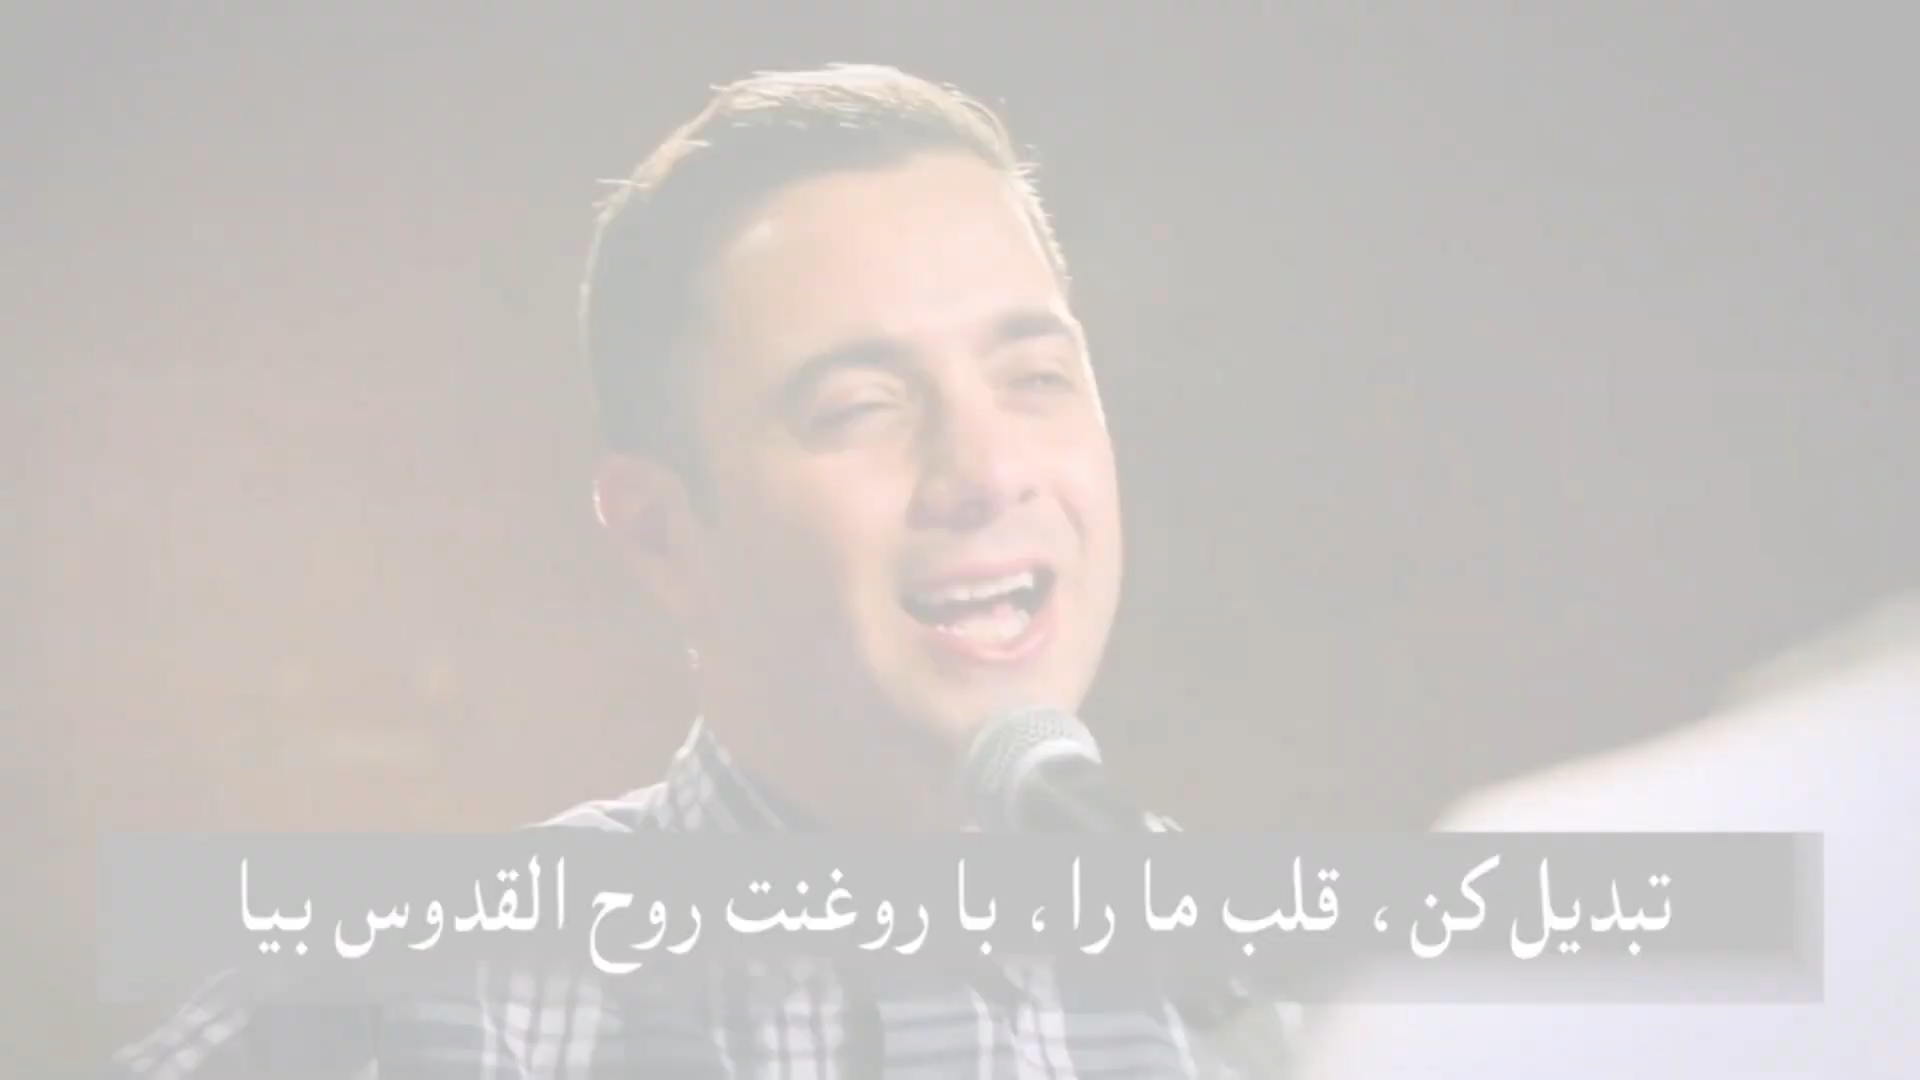 تبدیل کن ، قلب ما را ، با روغنت روح القدوس بیا